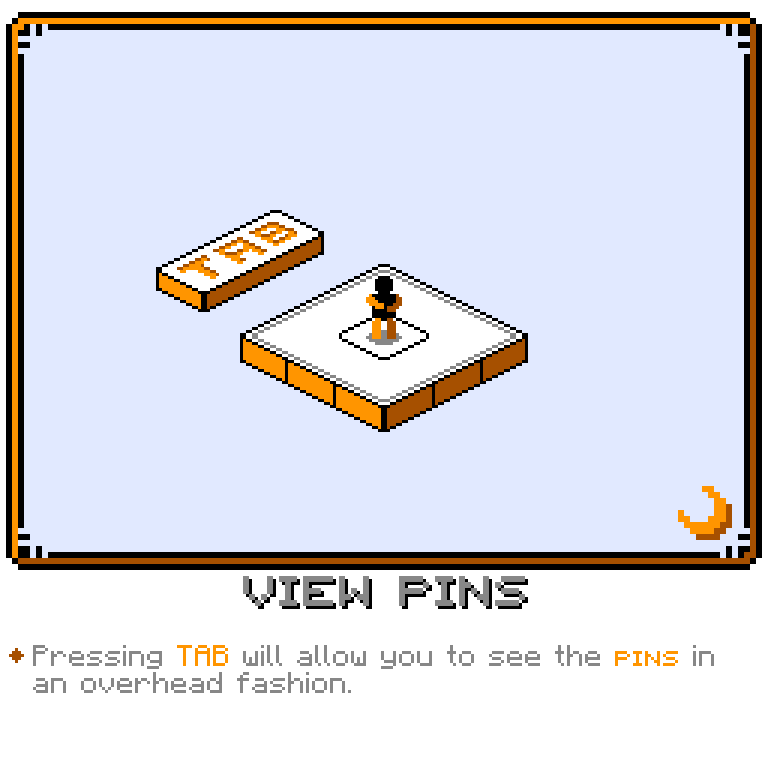 TAB
VIEW PINS
Pressing TAB will allow you to see the PINS in
an overhead fashion.